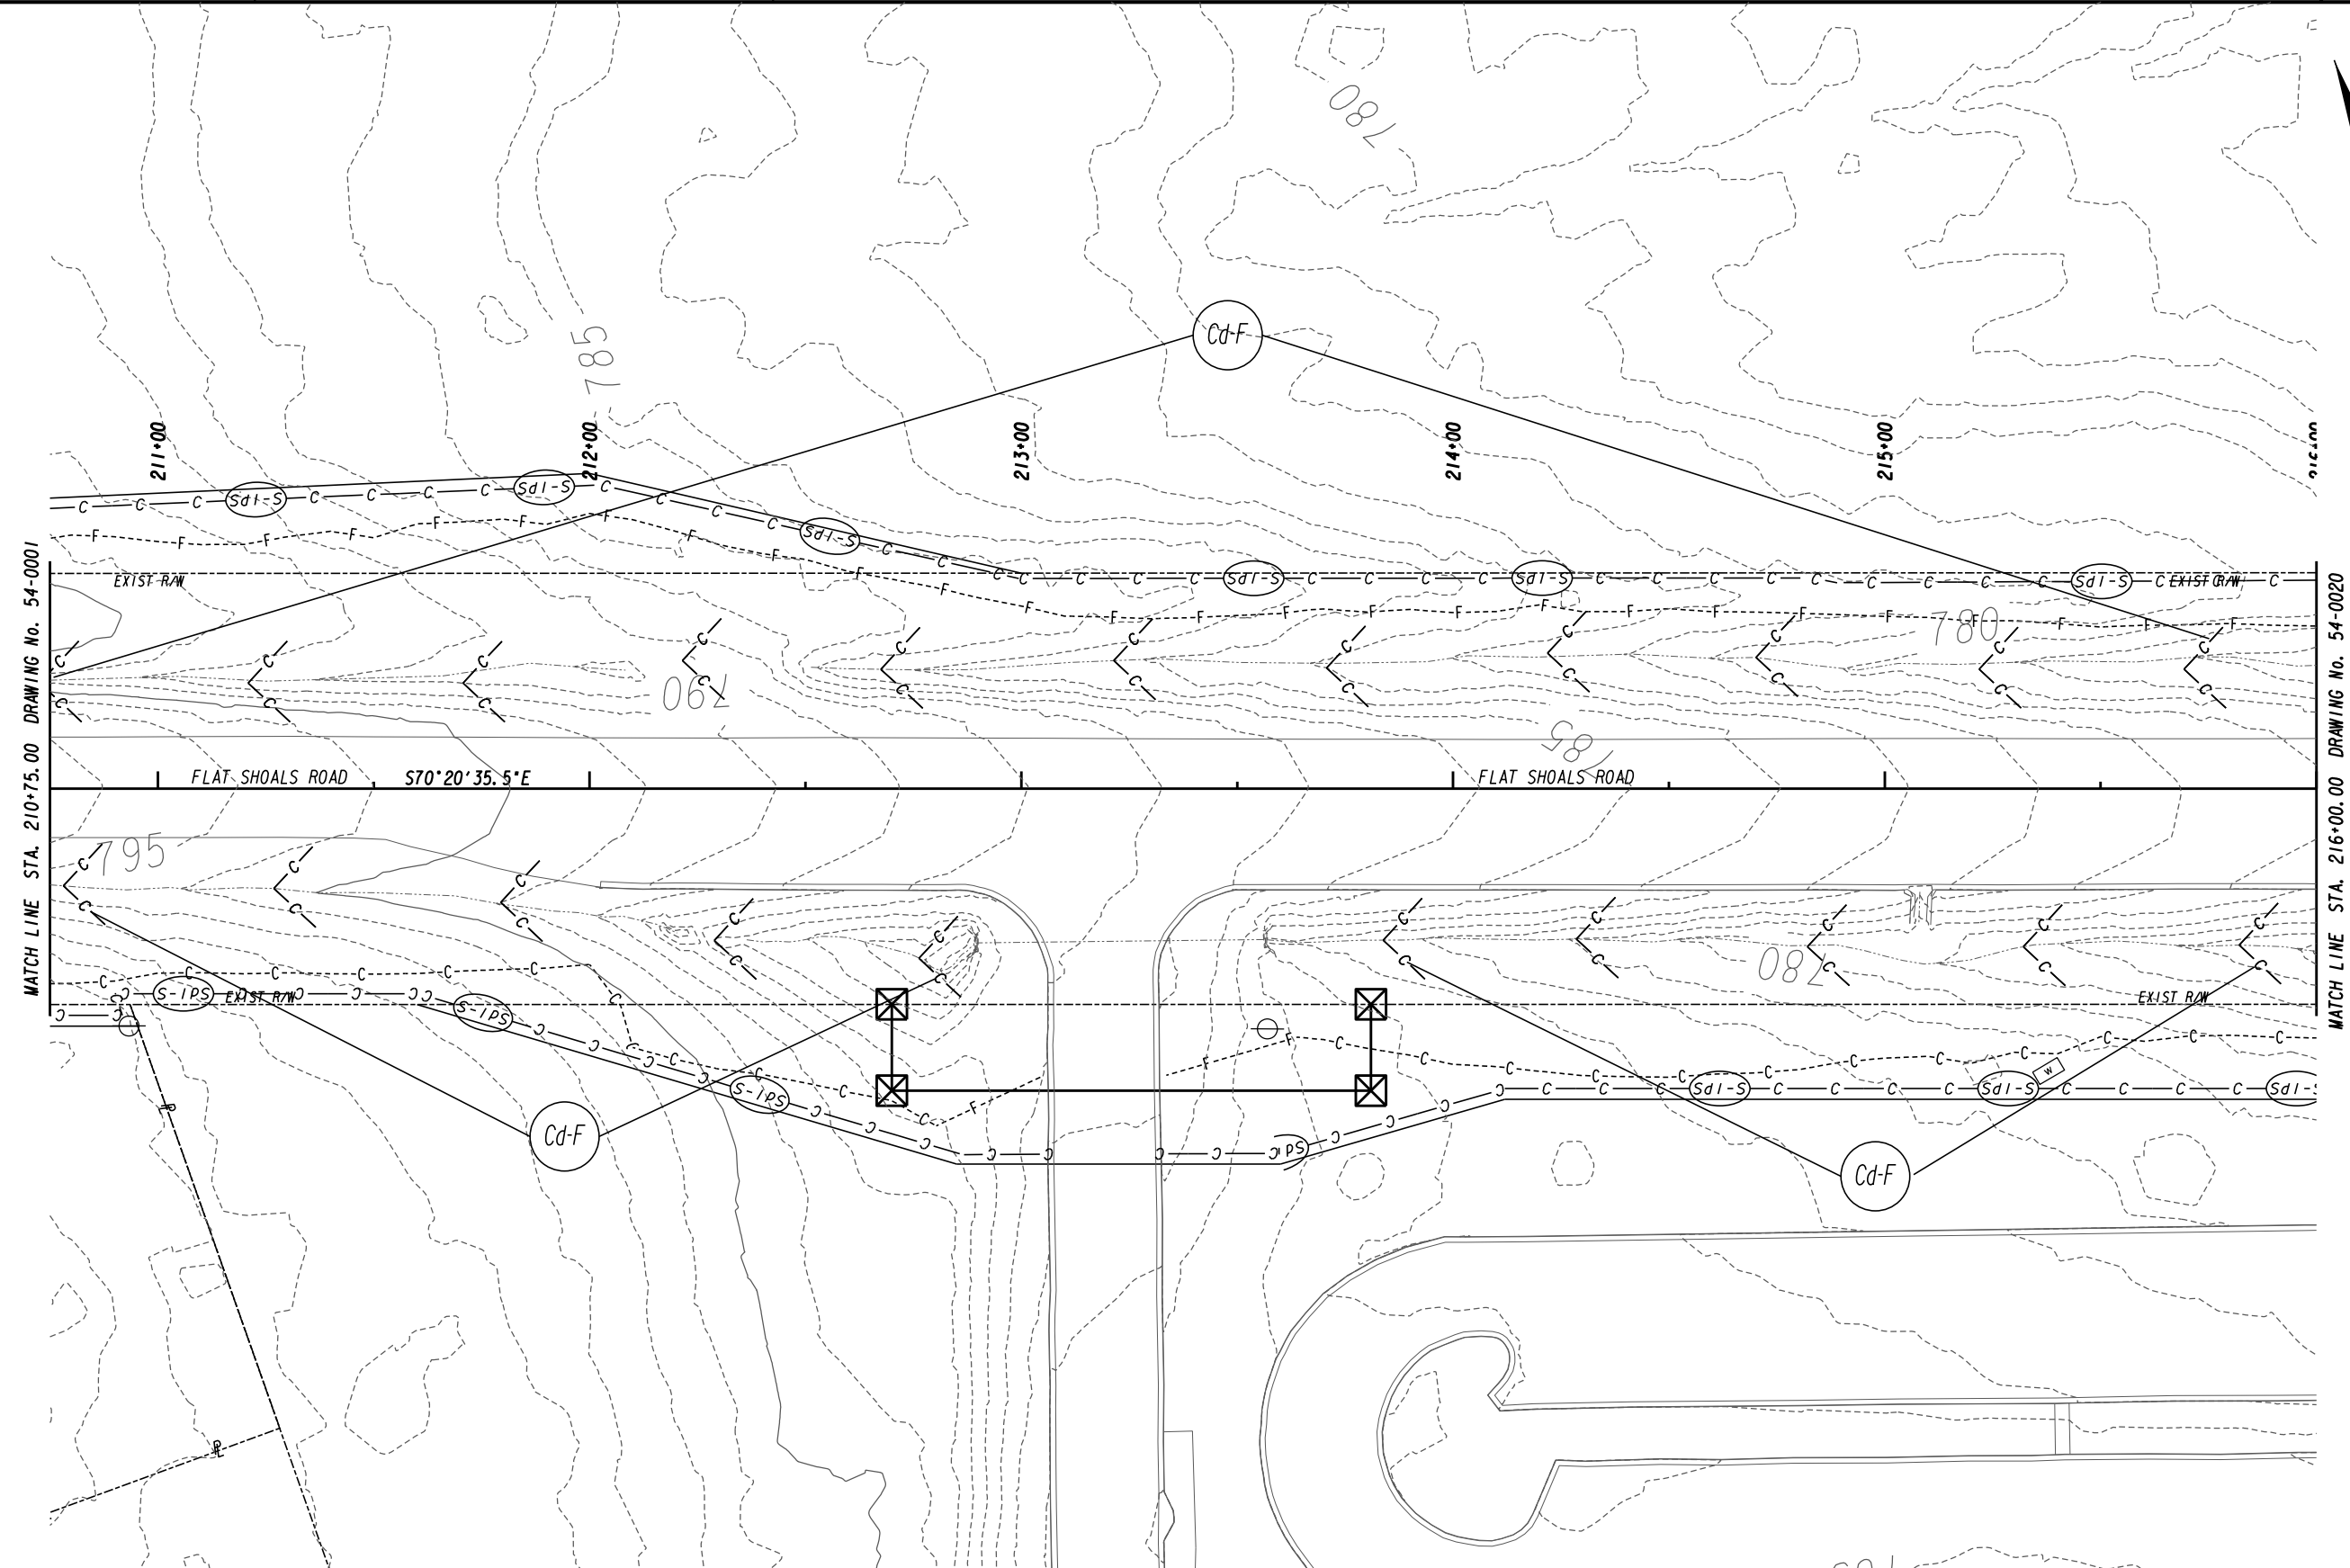 780
785
Cd-F
211+00
212+00
213+00
214+00
215+00
C C C Sd1-S C C C C Sd1-S C C C C Sd1-S C C C C C C C Sd1-S C C C C Sd1-S C C C C C C C C Sd1-S C C C
F F F F F F F F F F F F F F F F F F F F F F F F F F
EXIST R/W
EXIST R/W
780
790
785
MATCH LINE STA. 210+75.00 DRAWING No. 54-0001
MATCH LINE STA. 216+00.00 DRAWING No. 54-0020
FLAT SHOALS ROAD S70°20'35.5"E
FLAT SHOALS ROAD
795
780
Sd1-S
EXIST R/W
EXIST R/W
Sd1-S
Sd1-S
Sd1-S
Sd1-S
W
Cd-F
Cd-F